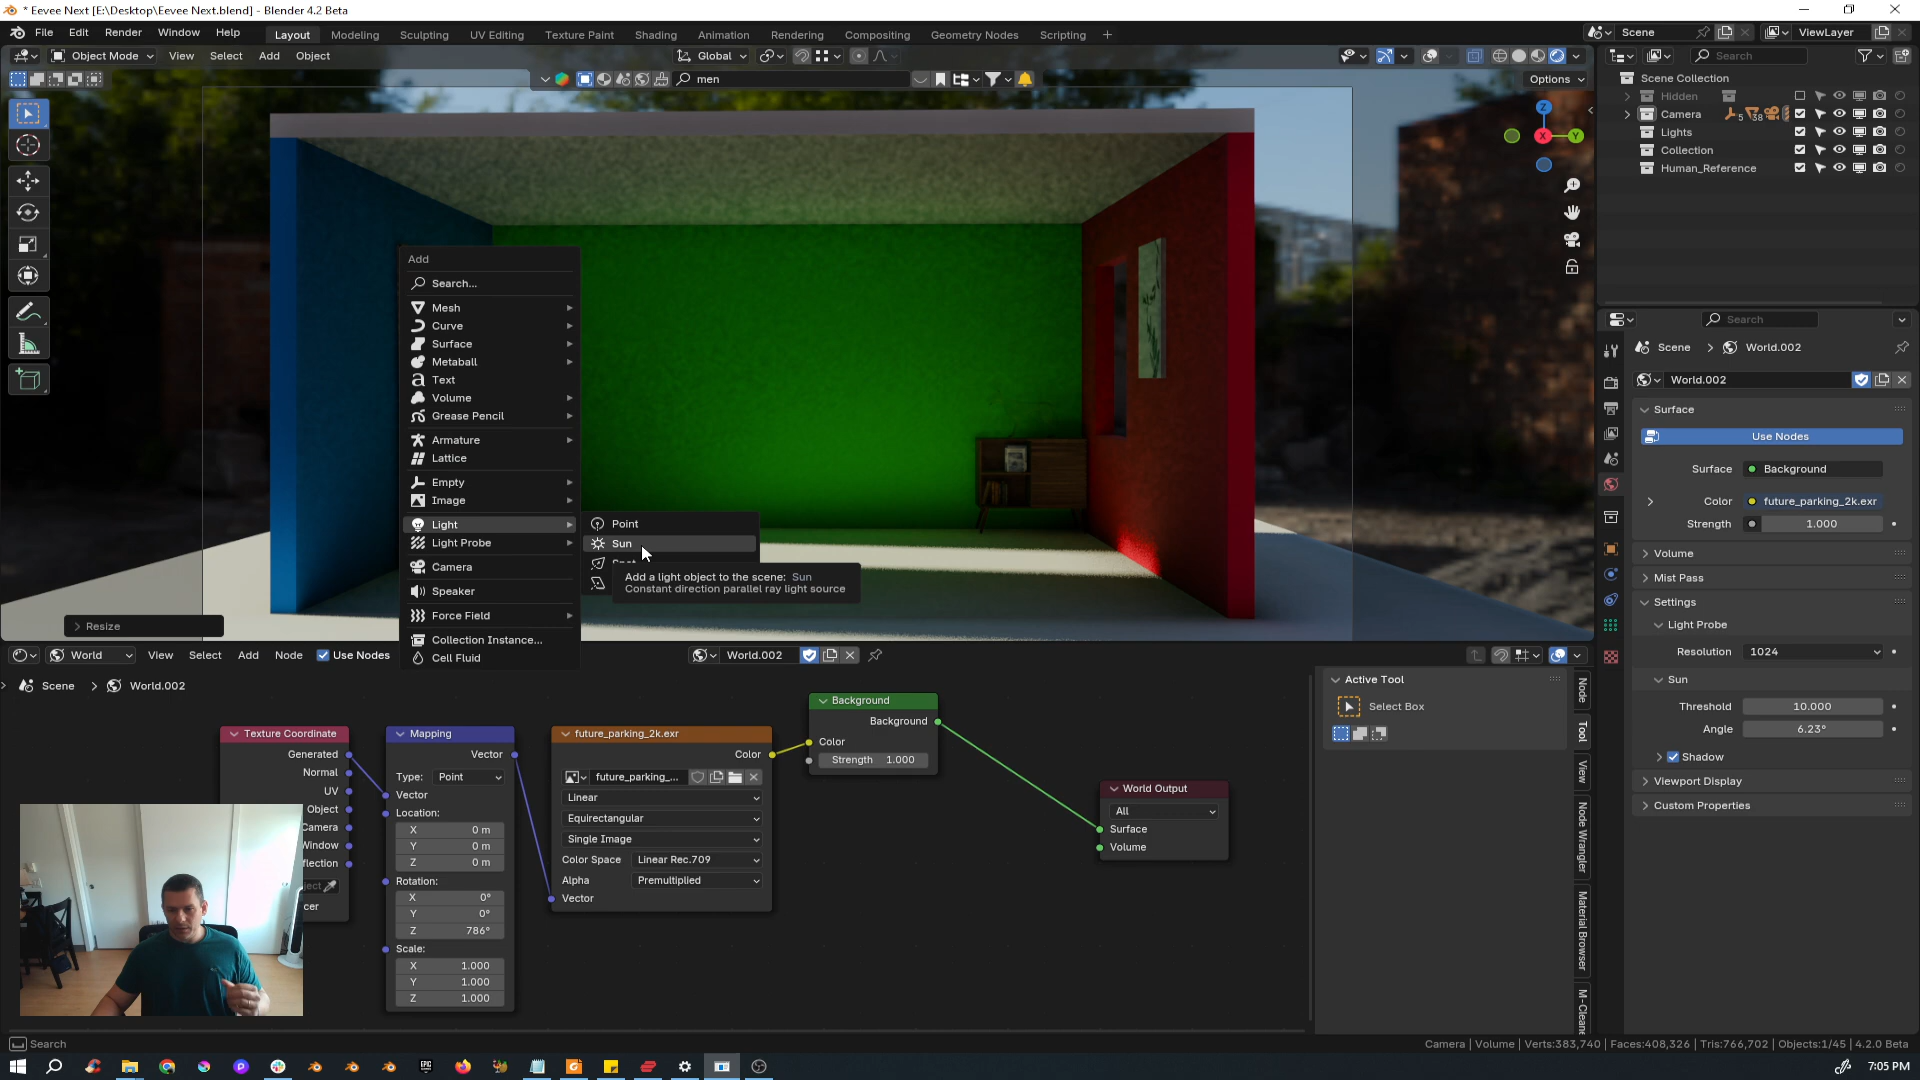 * Eevee Next [E:\Desktop\Eevee Next.blend] - Blender 4.2 Beta
File Edit Render Window Help
Layout Modeling Sculpting UV Editing Texture Paint Shading Animation Rendering Compositing Geometry Nodes Scripting +
Scene ViewLayer
Object Mode View Select Add Object
Global
Search
men
Options
Scene Collection
Hidden
Camera 5 38
Lights
Collection
Human_Reference
Z
X
Y
Add
Search...
Mesh
Curve
Surface
Metaball
Text
Volume
Grease Pencil
Armature
Lattice
Empty
Image
Light
Light Probe
Camera
Speaker
Force Field
Collection Instance...
Cell Fluid
Point
Sun
Add a light object to the scene: Sun
Constant direction parallel ray light source
Resize
Search
Scene > World.002
World.002
Surface
Use Nodes
Surface Background
Color future_parking_2k.exr
Strength 1.000
Volume
Mist Pass
Settings
Light Probe
Resolution 1024
Sun
Threshold 10.000
Angle 6.23°
Shadow
Viewport Display
Custom Properties
World View Select Add Node Use Nodes
World.002
Scene > World.002
Texture Coordinate
Generated
Normal
UV
Object
Camera
Window
flection
ject
cer
Mapping
Vector
Type: Point
Vector
Location:
X 0 m
Y 0 m
Z 0 m
Rotation:
X 0°
Y 0°
Z 786°
Scale:
X 1.000
Y 1.000
Z 1.000
future_parking_2k.exr
Color
future_parking_...
Linear
Equirectangular
Single Image
Color Space Linear Rec.709
Alpha Premultiplied
Vector
Background
Background
Color
Strength 1.000
World Output
All
Surface
Volume
Active Tool
Select Box
Node
Tool
View
Node Wrangler
Material Browser
M-Cleane
Search
Camera | Volume | Verts:383,740 | Faces:408,326 | Tris:766,702 | Objects:1/45 | 4.2.0 Beta
EPIC
7:05 PM